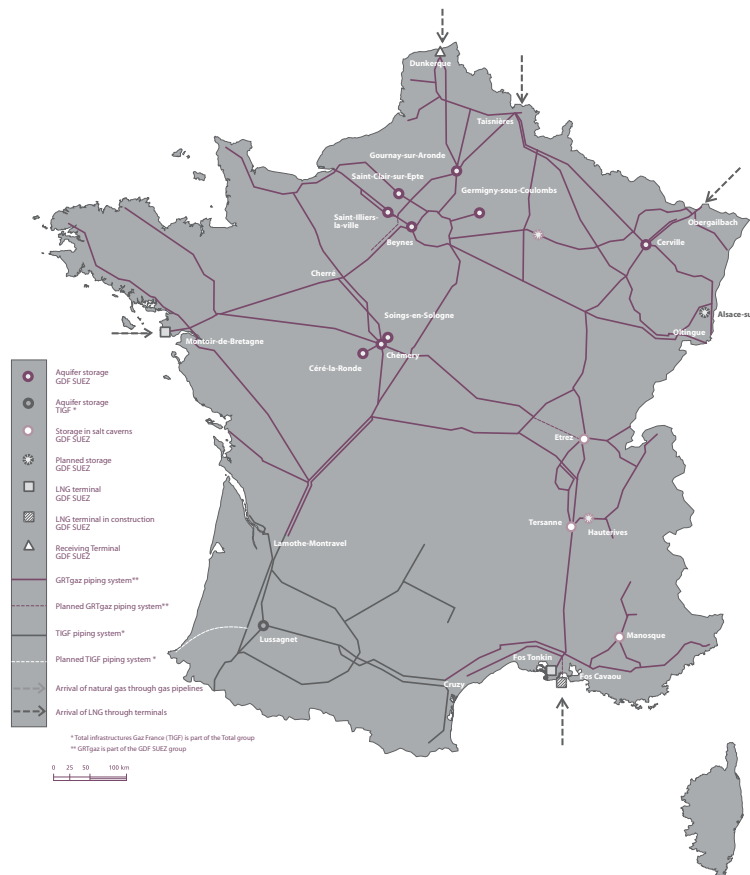 Dunkerque
Taisnières
Gournay-sur-Aronde
Saint-Clair-sur-Epte
Germigny-sous-Coulombs
Saint-Illiers-
la-ville
Obergailbach
Beynes
Cerville
Cherré
Soings-en-Sologne
Alsace-su
Oltingue
Montoir-de-Bretagne
Chémery
Céré-la-Ronde
Aquifer storage
GDF SUEZ
Aquifer storage
TIGF *
Storage in salt caverns
GDF SUEZ
Planned storage
GDF SUEZ
LNG terminal
GDF SUEZ
LNG terminal in construction
GDF SUEZ
Receiving Terminal
GDF SUEZ
GRTgaz piping system**
Planned GRTgaz piping system**
TIGF piping system*
Planned TIGF piping system *
Arrival of natural gas through gas pipelines
Arrival of LNG through terminals
Etrez
Tersanne
Hauterives
Lamothe-Montravel
Lussagnet
Manosque
Fos Tonkin
Fos Cavaou
Cruzy
* Total infrastructures Gaz France (TIGF) is part of the Total group
** GRTgaz is part of the GDF SUEZ group
0 25 50 100 km